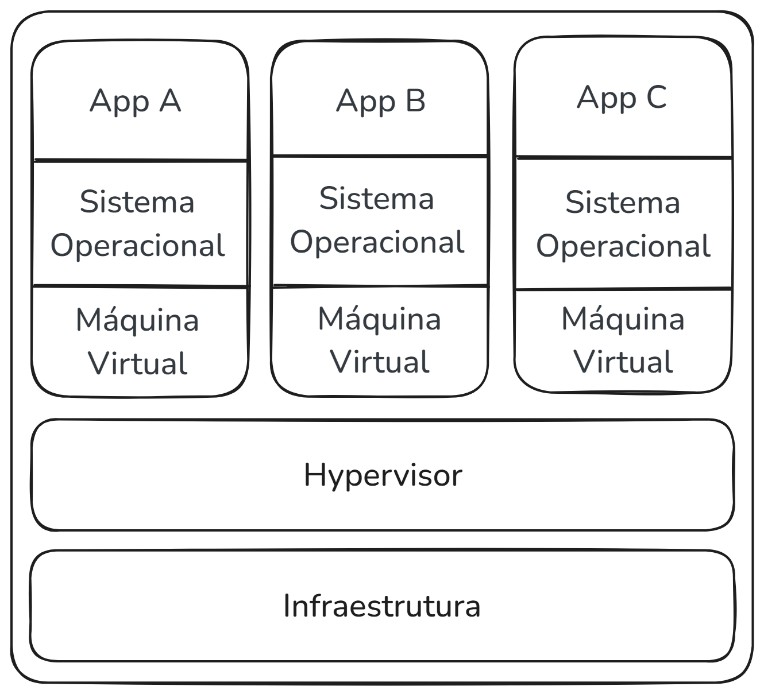 App A
App B
App C
Sistema
Operacional
Sistema
Operacional
Sistema
Operacional
Máquina
Virtual
Máquina
Virtual
Máquina
Virtual
Hypervisor
Infraestrutura